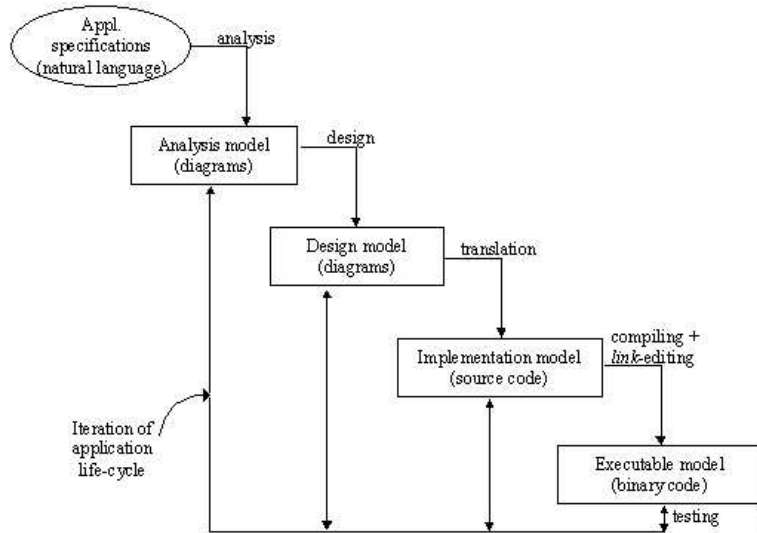 Appl.
specifications
(natural language)
analysis
Analysis model
(diagrams)
design
Design model
(diagrams)
translation
Implementation model
(source code)
compiling +
link-editing
Iteration of
application
life-cycle
Executable model
(binary code)
testing